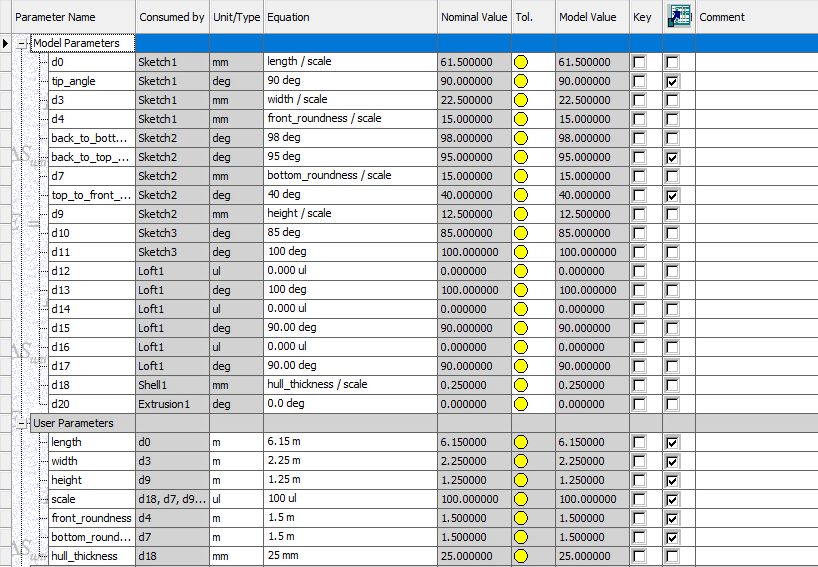 Parameter Name Consumed by Unit/Type Equation Nominal Value Tol. Model Value Key Comment
Model Parameters
d0 Sketch1 mm length / scale 61.500000 61.500000
tip_angle Sketch1 deg 90 deg 90.000000 90.000000
d3 Sketch1 mm width / scale 22.500000 22.500000
d4 Sketch1 mm front_roundness / scale 15.000000 15.000000
back_to_bott... Sketch2 deg 98 deg 98.000000 98.000000
back_to_top_... Sketch2 deg 95 deg 95.000000 95.000000
d7 Sketch2 mm bottom_roundness / scale 15.000000 15.000000
top_to_front_... Sketch2 deg 40 deg 40.000000 40.000000
d9 Sketch2 mm height / scale 12.500000 12.500000
d10 Sketch3 deg 85 deg 85.000000 85.000000
d11 Sketch3 deg 100 deg 100.000000 100.000000
d12 Loft1 ul 0.000 ul 0.000000 0.000000
d13 Loft1 deg 100 deg 100.000000 100.000000
d14 Loft1 ul 0.000 ul 0.000000 0.000000
d15 Loft1 deg 90.00 deg 90.000000 90.000000
d16 Loft1 ul 0.000 ul 0.000000 0.000000
d17 Loft1 deg 90.00 deg 90.000000 90.000000
d18 Shell1 mm hull_thickness / scale 0.250000 0.250000
d20 Extrusion1 deg 0.0 deg 0.000000 0.000000
User Parameters
length d0 m 6.15 m 6.150000 6.150000
width d3 m 2.25 m 2.250000 2.250000
height d9 m 1.25 m 1.250000 1.250000
scale d18, d7, d9... ul 100 ul 100.000000 100.000000
front_roundness d4 m 1.5 m 1.500000 1.500000
bottom_round... d7 m 1.5 m 1.500000 1.500000
hull_thickness d18 mm 25 mm 25.000000 25.000000